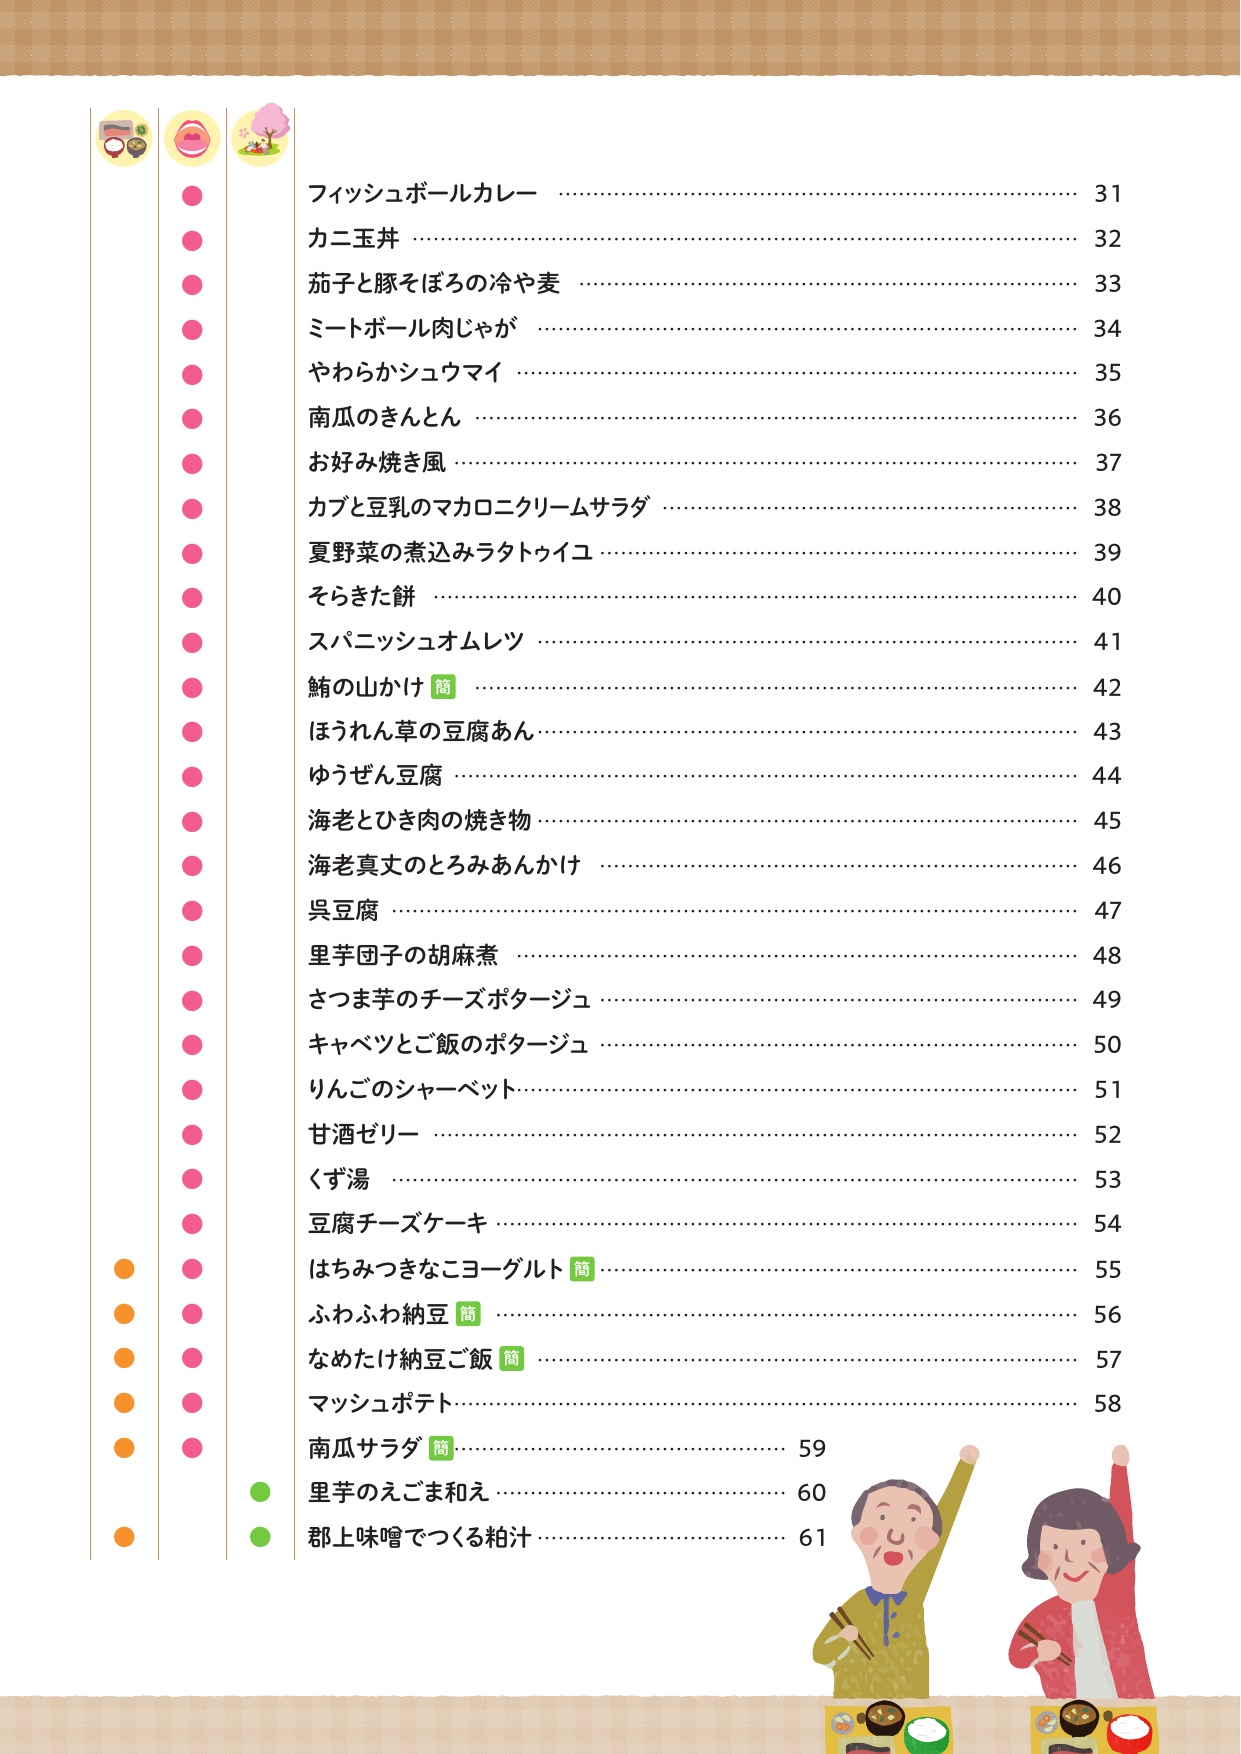 フィッシュボールカレー 31
カニ玉丼 32
茄子と豚そぼろの冷や麦 33
ミートボール肉じゃが 34
やわらかシュウマイ 35
南瓜のきんとん 36
お好み焼き風 37
カブと豆乳のマカロニクリームサラダ 38
夏野菜の煮込みラタトゥイユ 39
そらきた餅 40
スパニッシュオムレツ 41
鮪の山かけ 簡 42
ほうれん草の豆腐あん 43
ゆうぜん豆腐 44
海老とひき肉の焼き物 45
海老真丈のとろみあんかけ 46
呉豆腐 47
里芋団子の胡麻煮 48
さつま芋のチーズポタージュ 49
キャベツとご飯のポタージュ 50
りんごのシャーベット 51
甘酒ゼリー 52
くず湯 53
豆腐チーズケーキ 54
はちみつきなこヨーグルト 簡 55
ふわふわ納豆 簡 56
なめたけ納豆ご飯 簡 57
マッシュポテト 58
南瓜サラダ 簡 59
里芋のえごま和え 60
郡上味噌でつくる粕汁 61